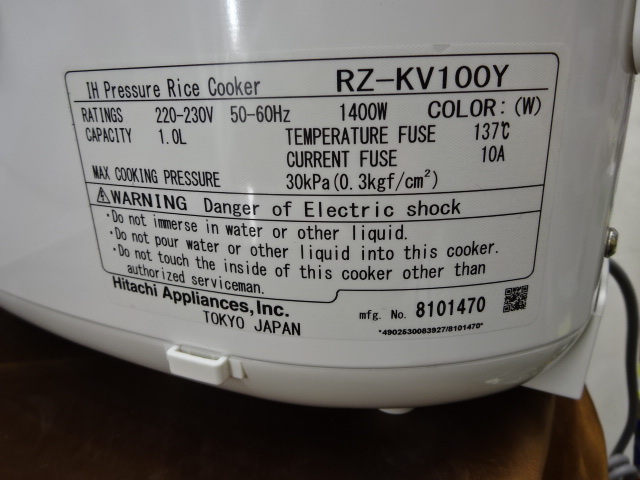 IH Pressure Rice Cooker RZ-KV100Y
RATINGS 220-230V 50-60Hz 1400W COLOR: (W)
CAPACITY 1.0L TEMPERATURE FUSE 137℃
CURRENT FUSE 10A
MAX COOKING PRESSURE 30kPa(0.3kgf/cm²)
⚠WARNING Danger of Electric shock
・Do not immerse in water or other liquid.
・Do not pour water or other liquid into this cooker.
・Do not touch the inside of this cooker other than
authorized serviceman.
Hitachi Appliances, Inc.
TOKYO JAPAN
mfg. No. 8101470
*4902530083927/8101470*